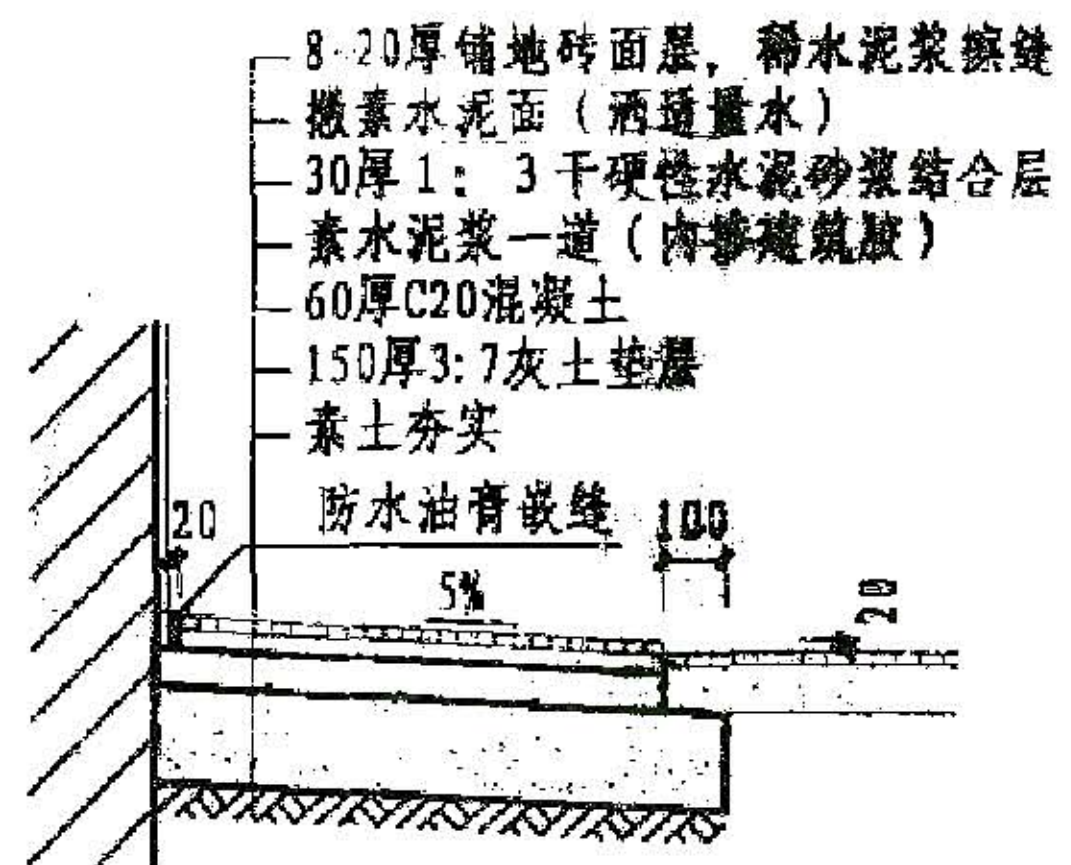 8-20厚铺地砖面层, 稀水泥浆擦缝
撒素水泥面(洒适量水)
30厚1: 3干硬性水泥砂浆结合层
素水泥浆一道(内掺建筑胶)
60厚C20混凝土
150厚3:7灰土垫层
素土夯实
防水油膏嵌缝
20
100
5%
20